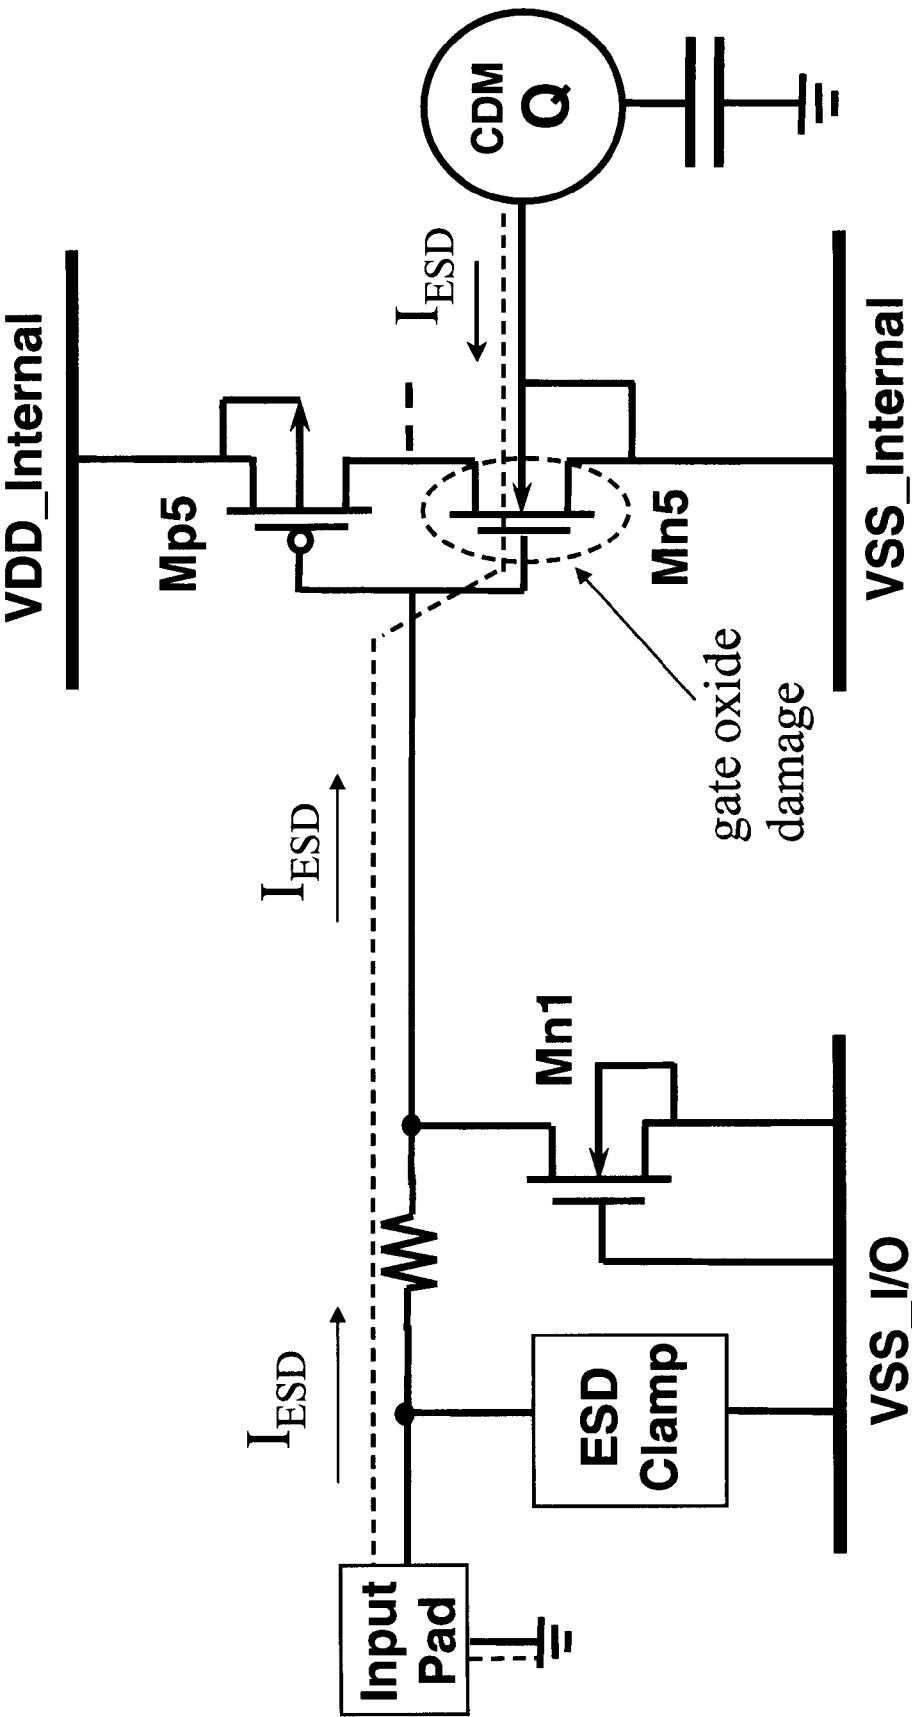 VDD_Internal
Mp5
I_ESD
CDM
Q
I_ESD
Mn5
gate oxide
damage
VSS_Internal
I_ESD
Mn1
Input
Pad
ESD
Clamp
VSS_I/O